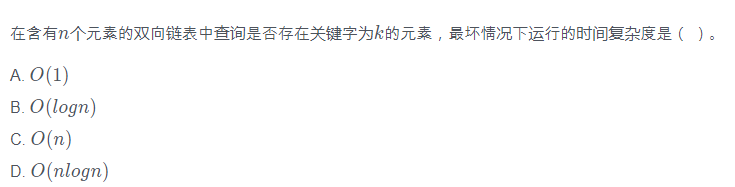 在含有n个元素的双向链表中查询是否存在关键字为k的元素，最坏情况下运行的时间复杂度是（ ）。
A. O(1)
B. O(logn)
C. O(n)
D. O(nlogn)